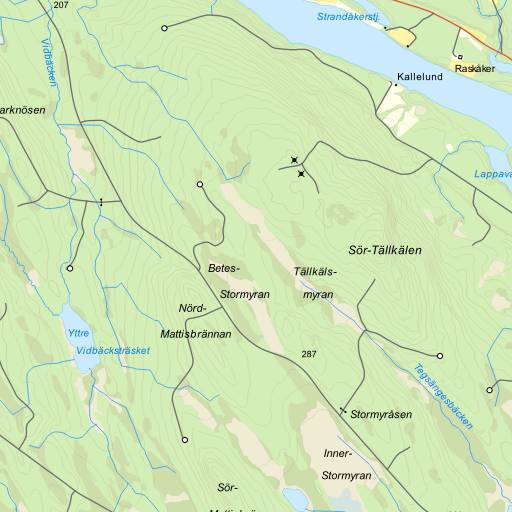 207
Strandåkerstj.
Vidbäcken
Raskåker
Kallelund
arknösen
Lappava
Sör-Tällkälen
Betes-
Stormyran
Tällkäls-
myran
Nörd-
Mattisbrännan
Yttre
Vidbäcksträsket
287
Tegsängesbäcken
Stormyråsen
Inner-
Stormyran
Sör-